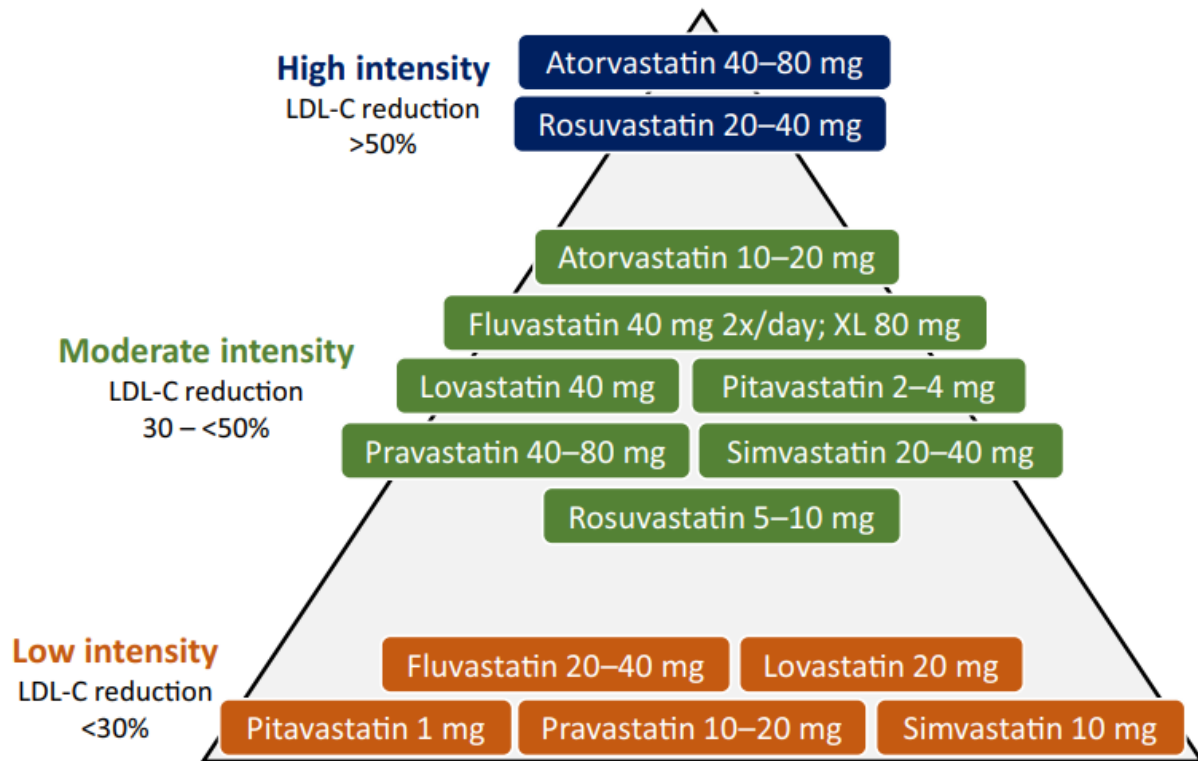 High intensity
LDL-C reduction
>50%
Atorvastatin 40–80 mg
Rosuvastatin 20–40 mg
Moderate intensity
LDL-C reduction
30 – <50%
Atorvastatin 10–20 mg
Fluvastatin 40 mg 2x/day; XL 80 mg
Lovastatin 40 mg
Pitavastatin 2–4 mg
Pravastatin 40–80 mg
Simvastatin 20–40 mg
Rosuvastatin 5–10 mg
Low intensity
LDL-C reduction
<30%
Fluvastatin 20–40 mg
Lovastatin 20 mg
Pitavastatin 1 mg
Pravastatin 10–20 mg
Simvastatin 10 mg